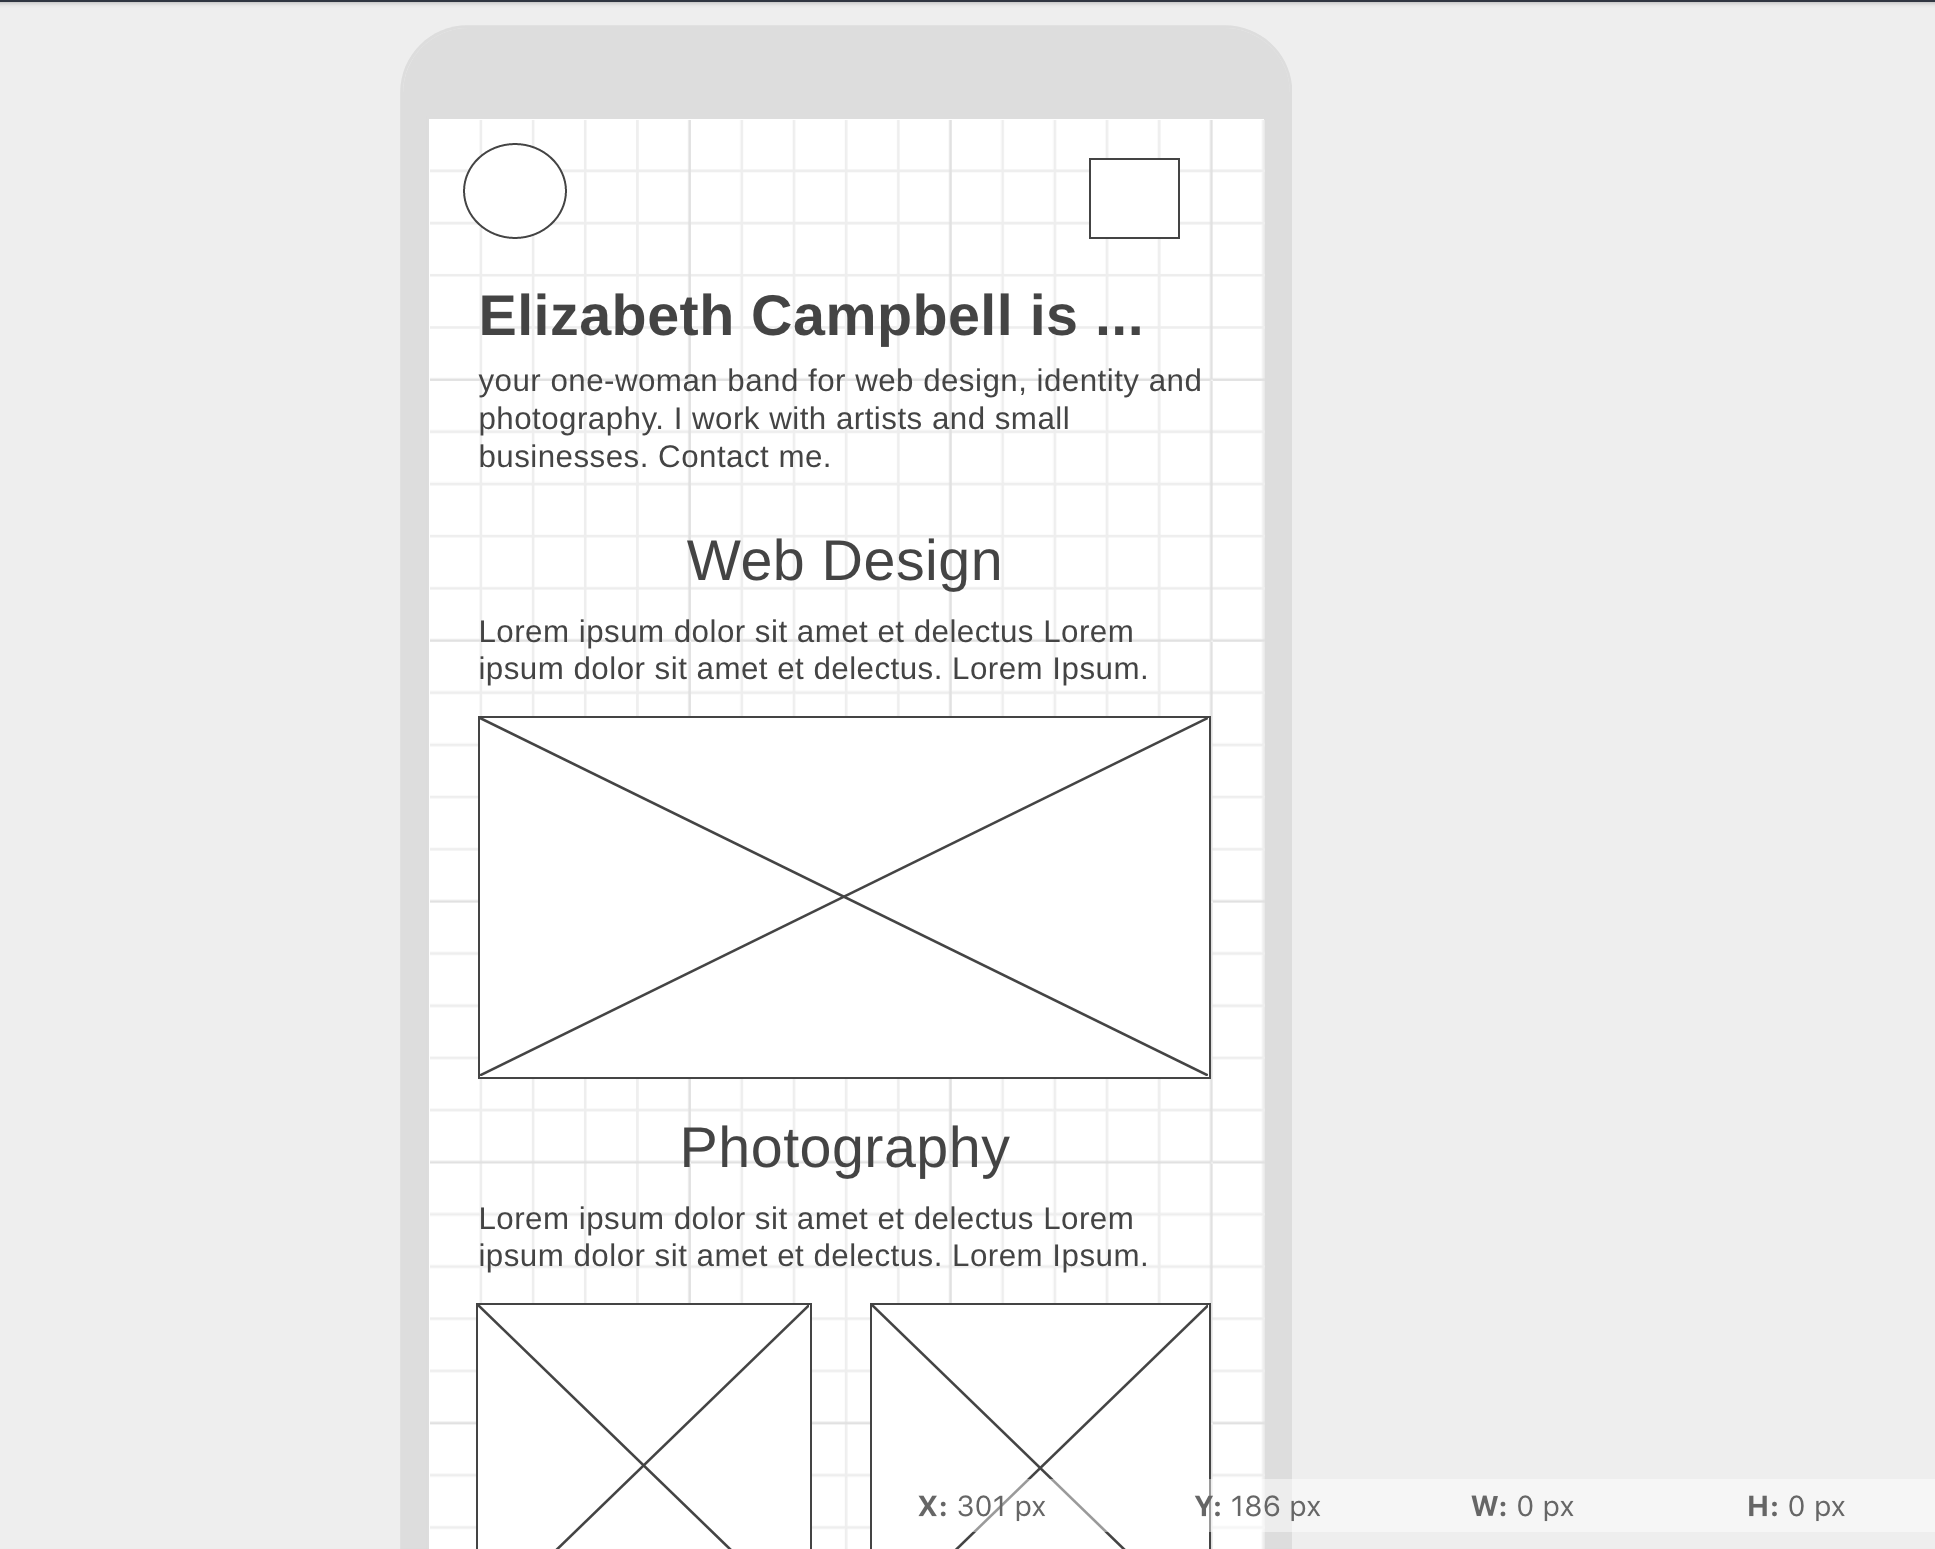 Elizabeth Campbell is ...
your one-woman band for web design, identity and
photography. I work with artists and small
businesses. Contact me.
Web Design
Lorem ipsum dolor sit amet et delectus Lorem
ipsum dolor sit amet et delectus. Lorem Ipsum.
Photography
Lorem ipsum dolor sit amet et delectus Lorem
ipsum dolor sit amet et delectus. Lorem Ipsum.
X: 301 px Y: 186 px W: 0 px H: 0 px